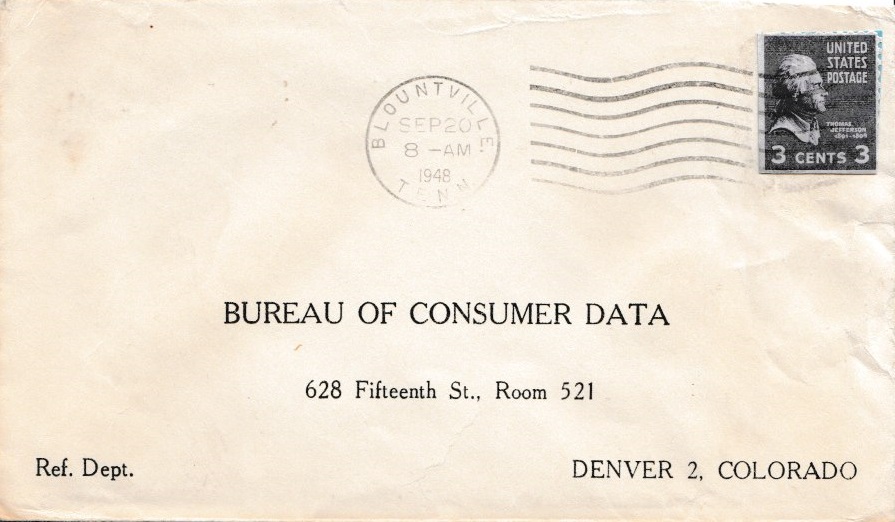 UNITED
STATES
POSTAGE
THOMAS
JEFFERSON
1801-1809
3 CENTS 3
BLOUNTVILLE.
SEP 20
8 -AM
1948
TENN
BUREAU OF CONSUMER DATA
628 Fifteenth St., Room 521
Ref. Dept.
DENVER 2, COLORADO